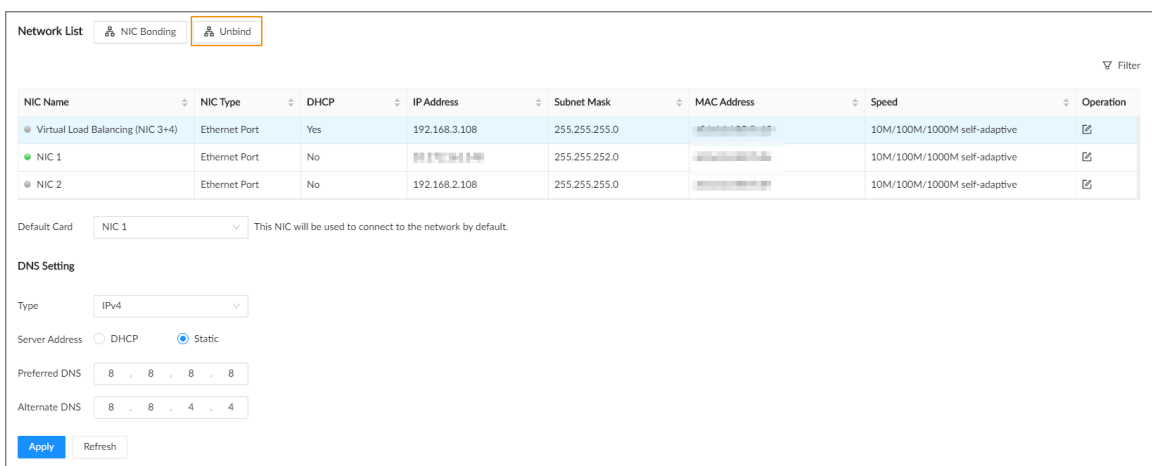 Network List NIC Bonding Unbind
Filter
NIC Name NIC Type DHCP IP Address Subnet Mask MAC Address Speed Operation
Virtual Load Balancing (NIC 3+4) Ethernet Port Yes 192.168.3.108 255.255.255.0 10M/100M/1000M self-adaptive
NIC 1 Ethernet Port No 255.255.252.0 10M/100M/1000M self-adaptive
NIC 2 Ethernet Port No 192.168.2.108 255.255.255.0 10M/100M/1000M self-adaptive
Default Card NIC 1 This NIC will be used to connect to the network by default.
DNS Setting
Type IPv4
Server Address DHCP Static
Preferred DNS 8 . 8 . 8 . 8
Alternate DNS 8 . 8 . 4 . 4
Apply Refresh